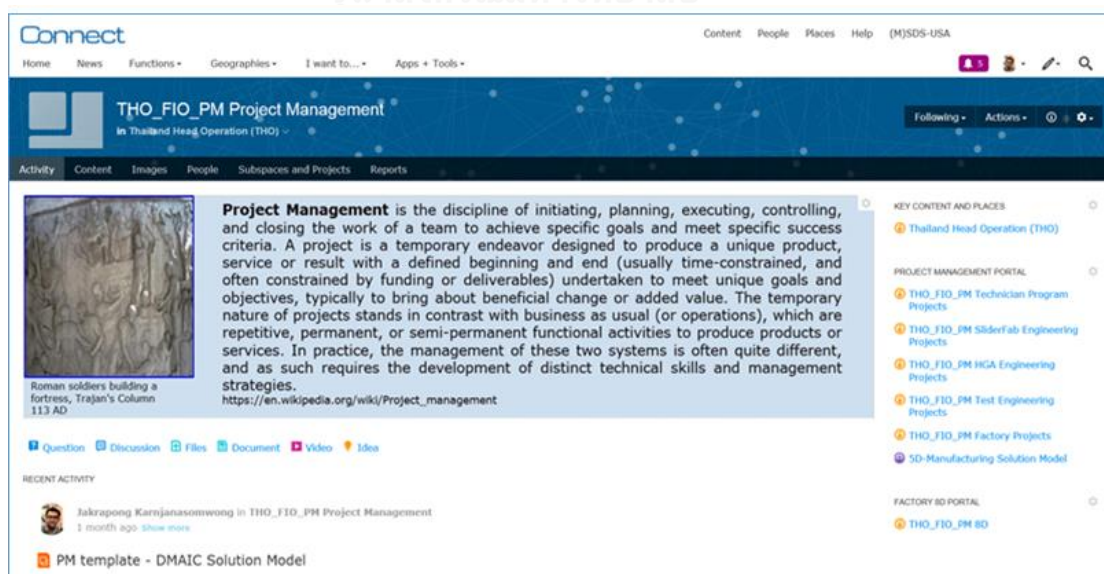 Connect
Content People Places Help (M)SDS-USA
Home News Functions Geographies I want to... Apps + Tools
5
THO_FIO_PM Project Management
in Thailand Head Operation (THO)
Following Actions
Activity Content Images People Subspaces and Projects Reports
Project Management is the discipline of initiating, planning, executing, controlling,
and closing the work of a team to achieve specific goals and meet specific success
criteria. A project is a temporary endeavor designed to produce a unique product,
service or result with a defined beginning and end (usually time-constrained, and
often constrained by funding or deliverables) undertaken to meet unique goals and
objectives, typically to bring about beneficial change or added value. The temporary
nature of projects stands in contrast with business as usual (or operations), which are
repetitive, permanent, or semi-permanent functional activities to produce products or
services. In practice, the management of these two systems is often quite different,
and as such requires the development of distinct technical skills and management
strategies.
https://en.wikipedia.org/wiki/Project_management
Roman soldiers building a
fortress, Trajan's Column
113 AD
Question Discussion Files Document Video Idea
RECENT ACTIVITY
Jakrapong Karnjanasomwong in THO_FIO_PM Project Management
1 month ago Show more
PM template - DMAIC Solution Model
KEY CONTENT AND PLACES
Thailand Head Operation (THO)
PROJECT MANAGEMENT PORTAL
THO_FIO_PM Technician Program
Projects
THO_FIO_PM SliderFab Engineering
Projects
THO_FIO_PM HGA Engineering
Projects
THO_FIO_PM Test Engineering
Projects
THO_FIO_PM Factory Projects
5D-Manufacturing Solution Model
FACTORY 8D PORTAL
THO_FIO_PM 8D